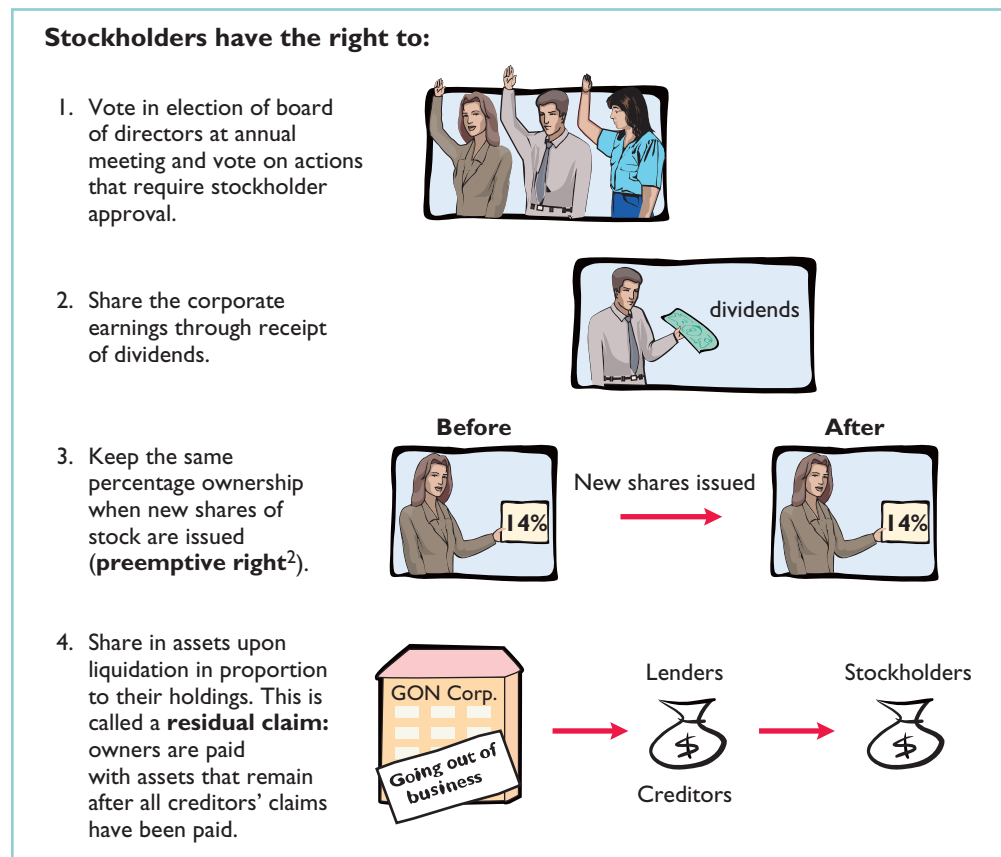 Stockholders have the right to:
1. Vote in election of board
of directors at annual
meeting and vote on actions
that require stockholder
approval.
2. Share the corporate
earnings through receipt
of dividends.
dividends
3. Keep the same
percentage ownership
when new shares of
stock are issued
(preemptive right²).
Before
14%
New shares issued
After
14%
4. Share in assets upon
liquidation in proportion
to their holdings. This is
called a residual claim:
owners are paid
with assets that remain
after all creditors’ claims
have been paid.
GON Corp.
Going out of
business
Lenders
$
Creditors
Stockholders
$